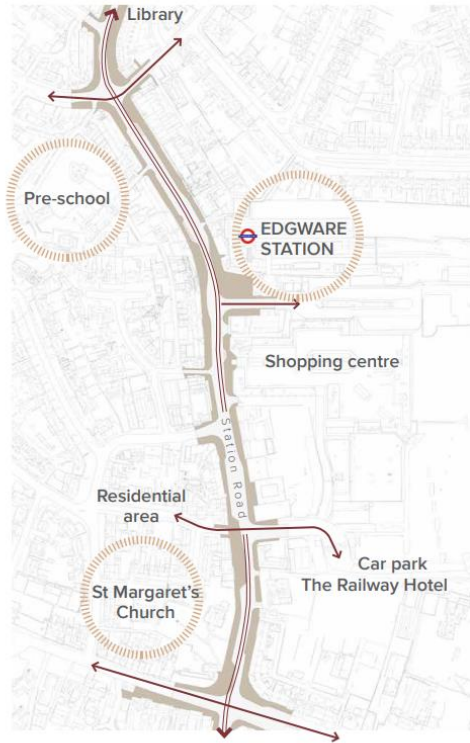 Library
Pre-school
EDGWARE
STATION
Shopping centre
Station Road
Residential
area
Car park
The Railway Hotel
St Margaret's
Church